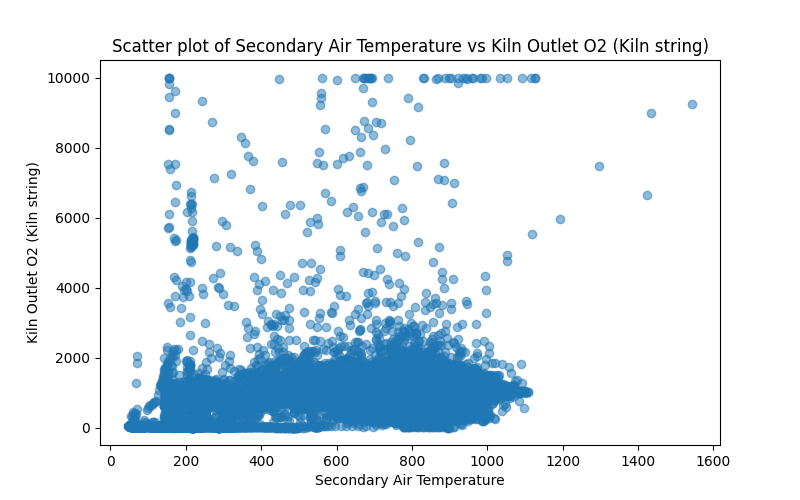 Scatter plot of Secondary Air Temperature vs Kiln Outlet O2 (Kiln string)
Kiln Outlet O2 (Kiln string)
10000
8000
6000
4000
2000
0
0 200 400 600 800 1000 1200 1400 1600
Secondary Air Temperature